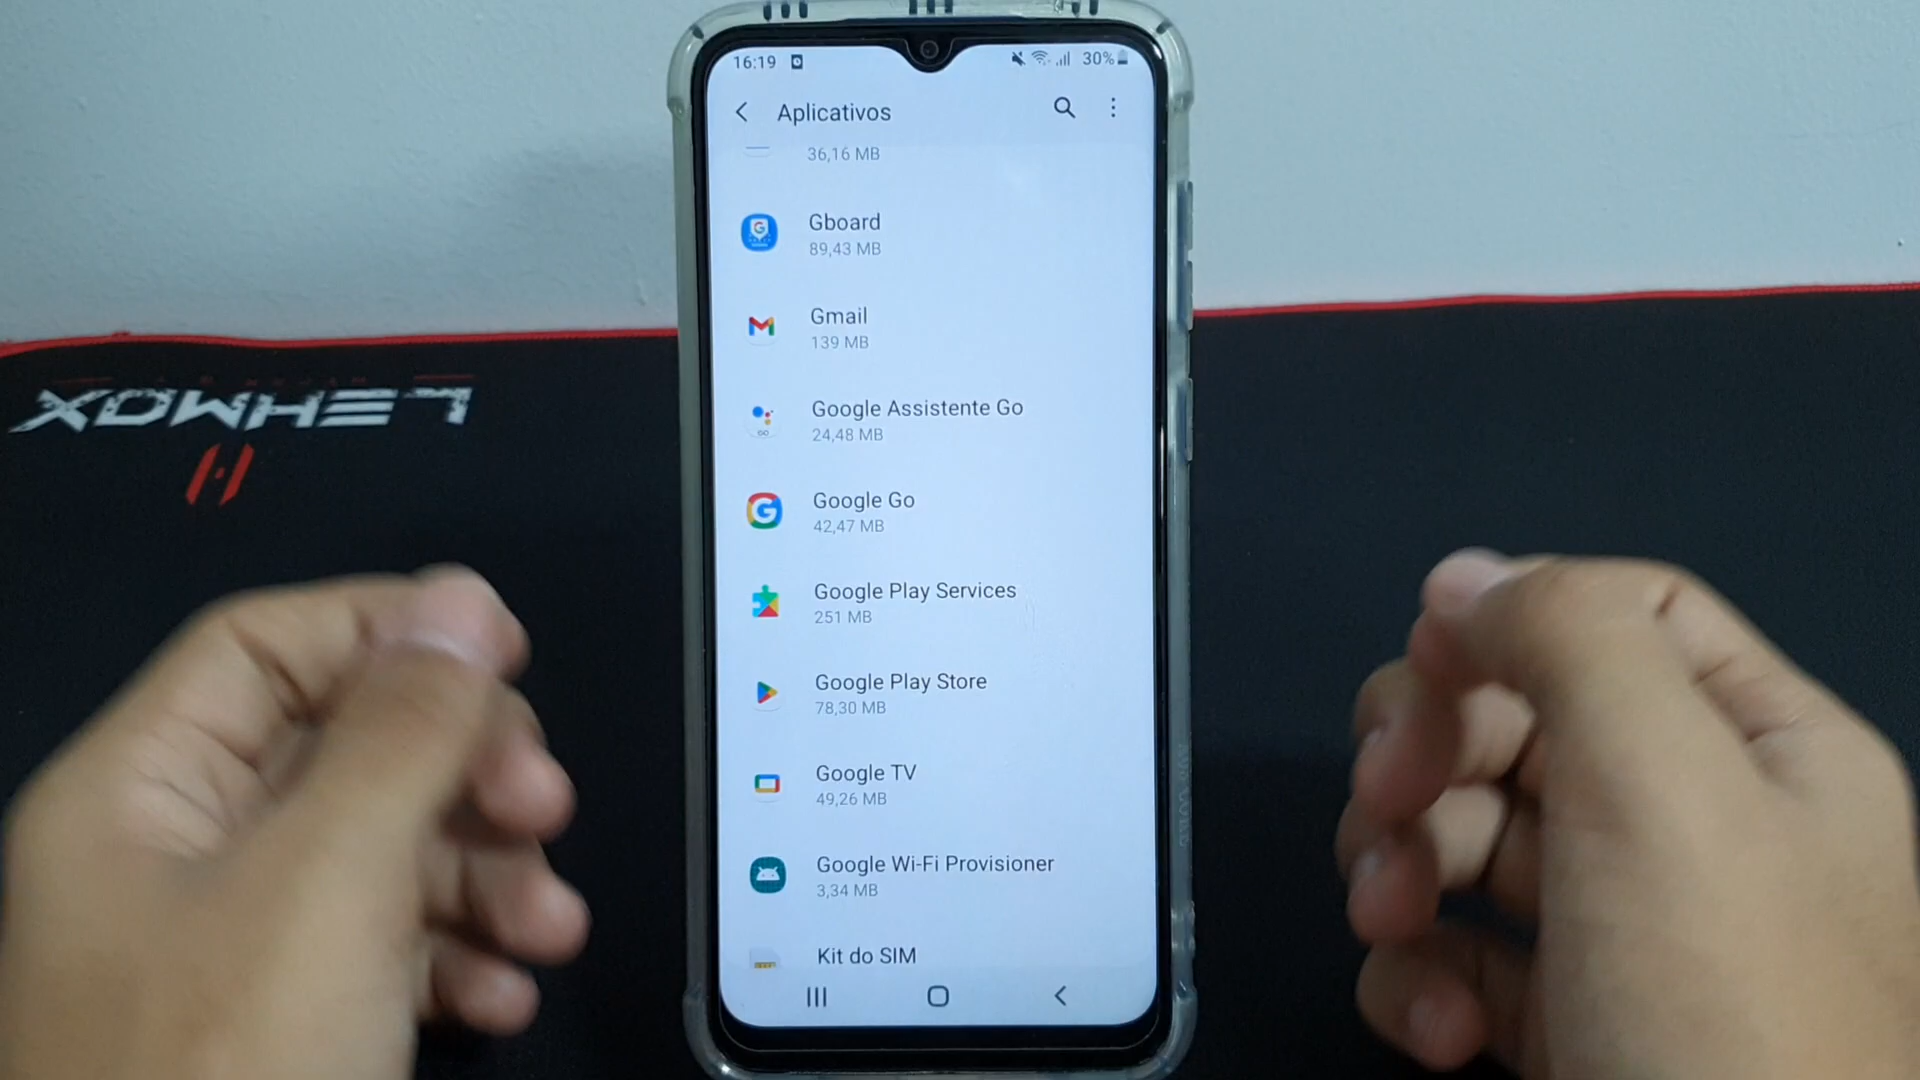 16:19
30%
Aplicativos
36,16 MB
Gboard
89,43 MB
Gmail
139 MB
Google Assistente Go
24,48 MB
Google Go
42,47 MB
Google Play Services
251 MB
Google Play Store
78,30 MB
Google TV
49,26 MB
Google Wi-Fi Provisioner
3,34 MB
Kit do SIM
LEHMOX